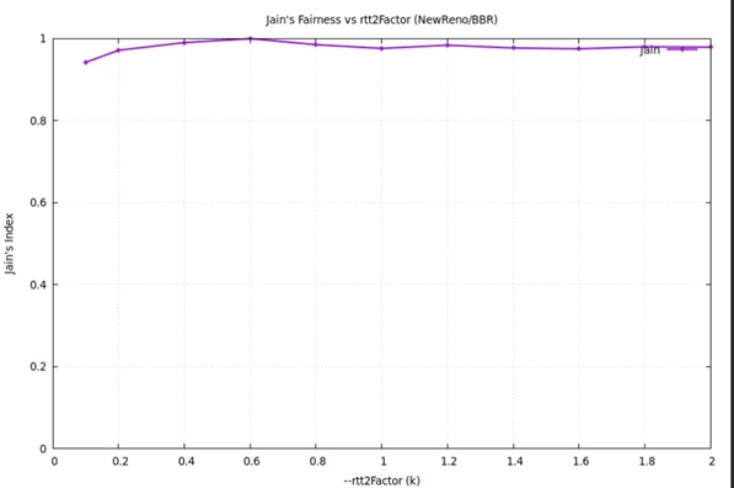 Jain's Fairness vs rtt2Factor (NewReno/BBR)
1
Jain
0.8
0.6
Jain's Index
0.4
0.2
0
0 0.2 0.4 0.6 0.8 1 1.2 1.4 1.6 1.8 2
--rtt2Factor (k)